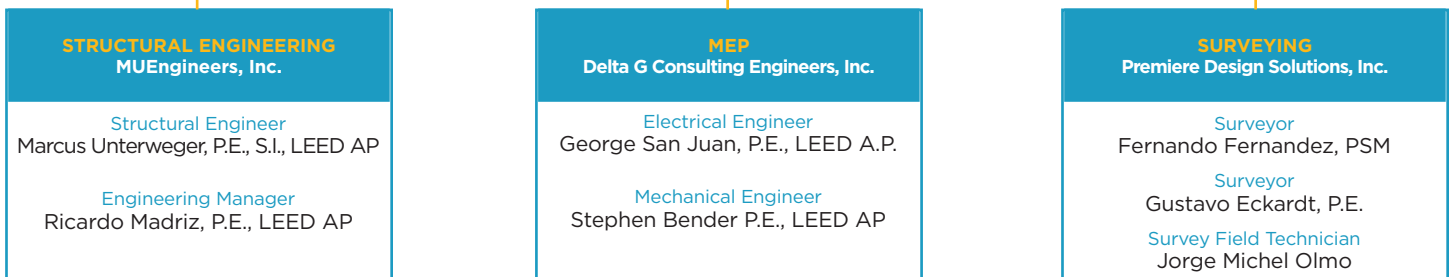 STRUCTURAL ENGINEERING
MUEngineers, Inc.
Structural Engineer
Marcus Unterweger, P.E., S.I., LEED AP
Engineering Manager
Ricardo Madriz, P.E., LEED AP
MEP
Delta G Consulting Engineers, Inc.
Electrical Engineer
George San Juan, P.E., LEED A.P.
Mechanical Engineer
Stephen Bender P.E., LEED AP
SURVEYING
Premiere Design Solutions, Inc.
Surveyor
Fernando Fernandez, PSM
Surveyor
Gustavo Eckardt, P.E.
Survey Field Technician
Jorge Michel Olmo